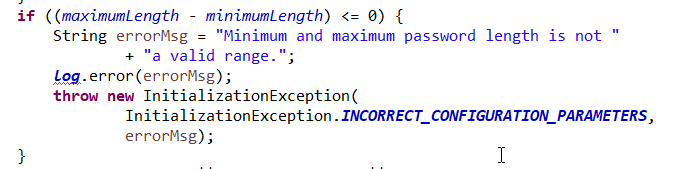 if ((maximumLength - minimumLength) <= 0) {
String errorMsg = "Minimum and maximum password length is not "
+ "a valid range.";
log.error(errorMsg);
throw new InitializationException(
InitializationException.INCORRECT_CONFIGURATION_PARAMETERS,
errorMsg);
}